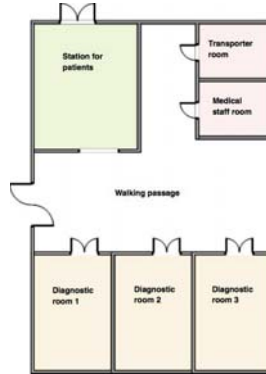 Station for
patients
Transporter
room
Medical
staff room
Walking passage
Diagnostic
room 1
Diagnostic
room 2
Diagnostic
room 3